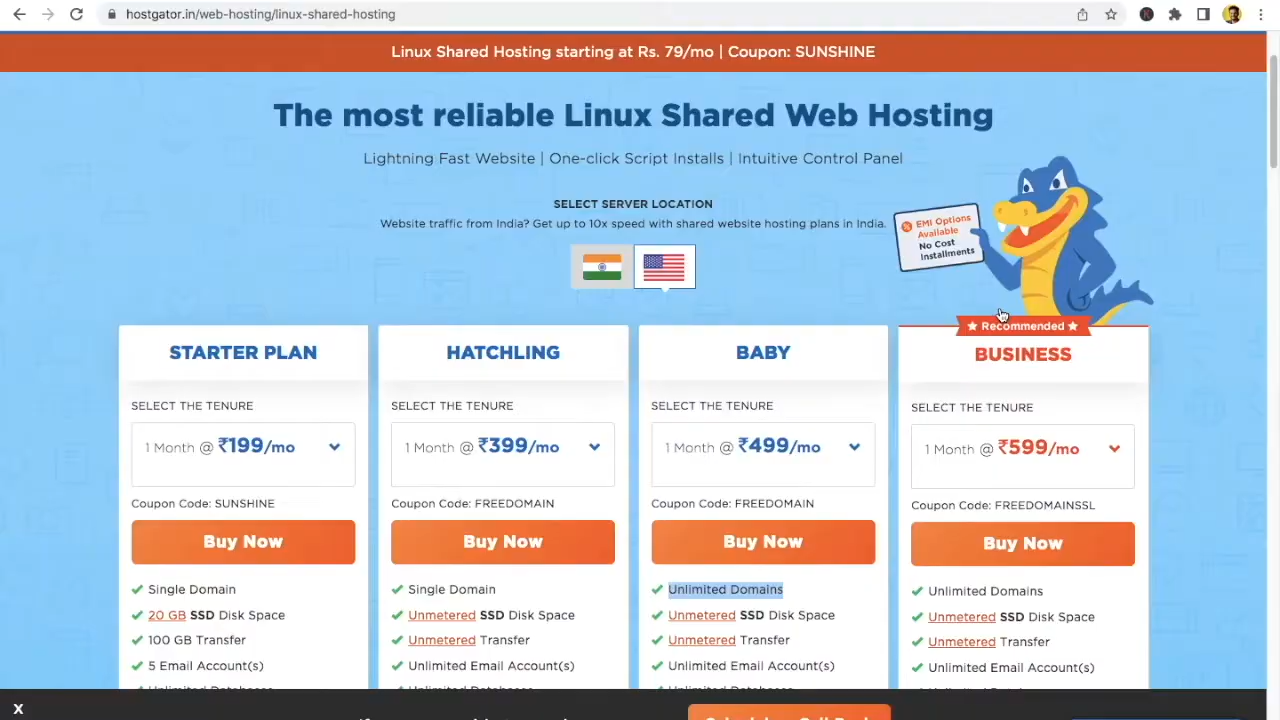 hostgator.in/web-hosting/linux-shared-hosting
Linux Shared Hosting starting at Rs. 79/mo | Coupon: SUNSHINE
The most reliable Linux Shared Web Hosting
Lightning Fast Website | One-click Script Installs | Intuitive Control Panel
SELECT SERVER LOCATION
Website traffic from India? Get up to 10x speed with shared website hosting plans in India.
EMI Options
Available
No Cost
Installments
★ Recommended ★
STARTER PLAN
SELECT THE TENURE
1 Month @ ₹199/mo
Coupon Code: SUNSHINE
Buy Now
Single Domain
20 GB SSD Disk Space
100 GB Transfer
5 Email Account(s)
HATCHLING
SELECT THE TENURE
1 Month @ ₹399/mo
Coupon Code: FREEDOMAIN
Buy Now
Single Domain
Unmetered SSD Disk Space
Unmetered Transfer
Unlimited Email Account(s)
BABY
SELECT THE TENURE
1 Month @ ₹499/mo
Coupon Code: FREEDOMAIN
Buy Now
Unlimited Domains
Unmetered SSD Disk Space
Unmetered Transfer
Unlimited Email Account(s)
BUSINESS
SELECT THE TENURE
1 Month @ ₹599/mo
Coupon Code: FREEDOMAINSSL
Buy Now
Unlimited Domains
Unmetered SSD Disk Space
Unmetered Transfer
Unlimited Email Account(s)
X